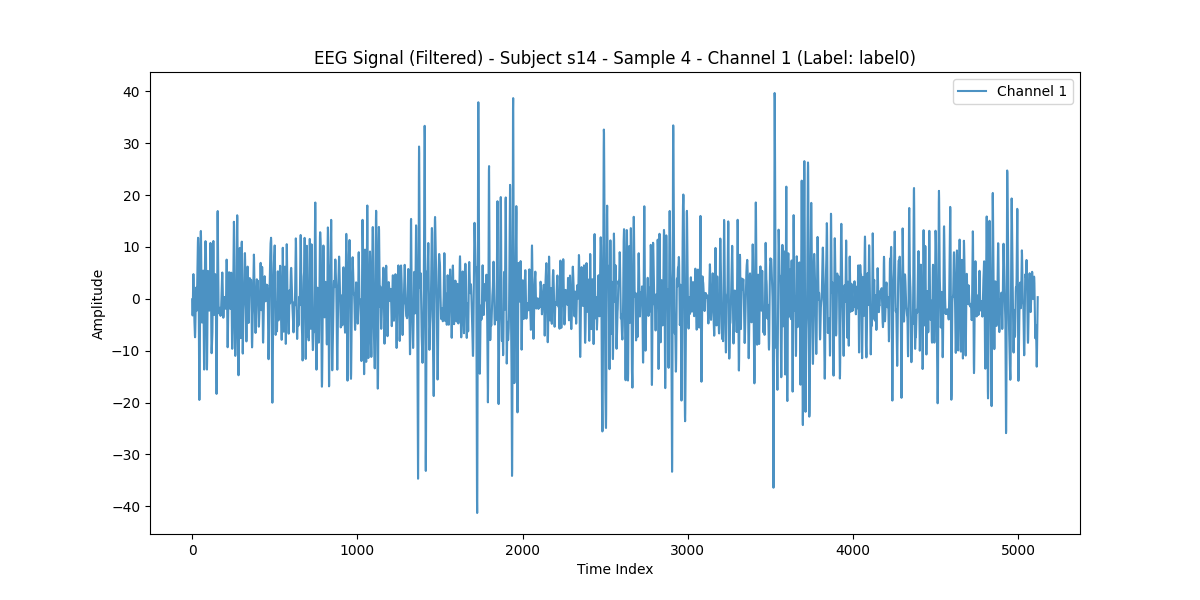 EEG Signal (Filtered) - Subject s14 - Sample 4 - Channel 1 (Label: label0)
Channel 1
40
30
20
10
0
−10
−20
−30
−40
Amplitude
0 1000 2000 3000 4000 5000
Time Index